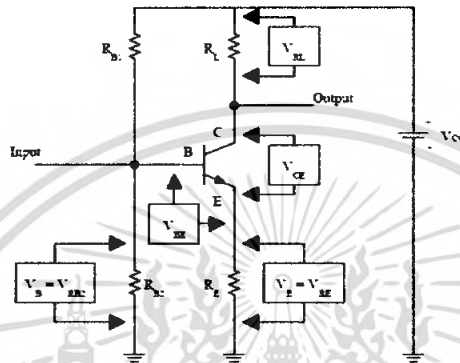 R_B1
R_L
V_RL
Output
C
Input
B
V_CE
V_CC
E
V_BE
V_B = V_RB2
R_B2
R_E
V_E = V_RE